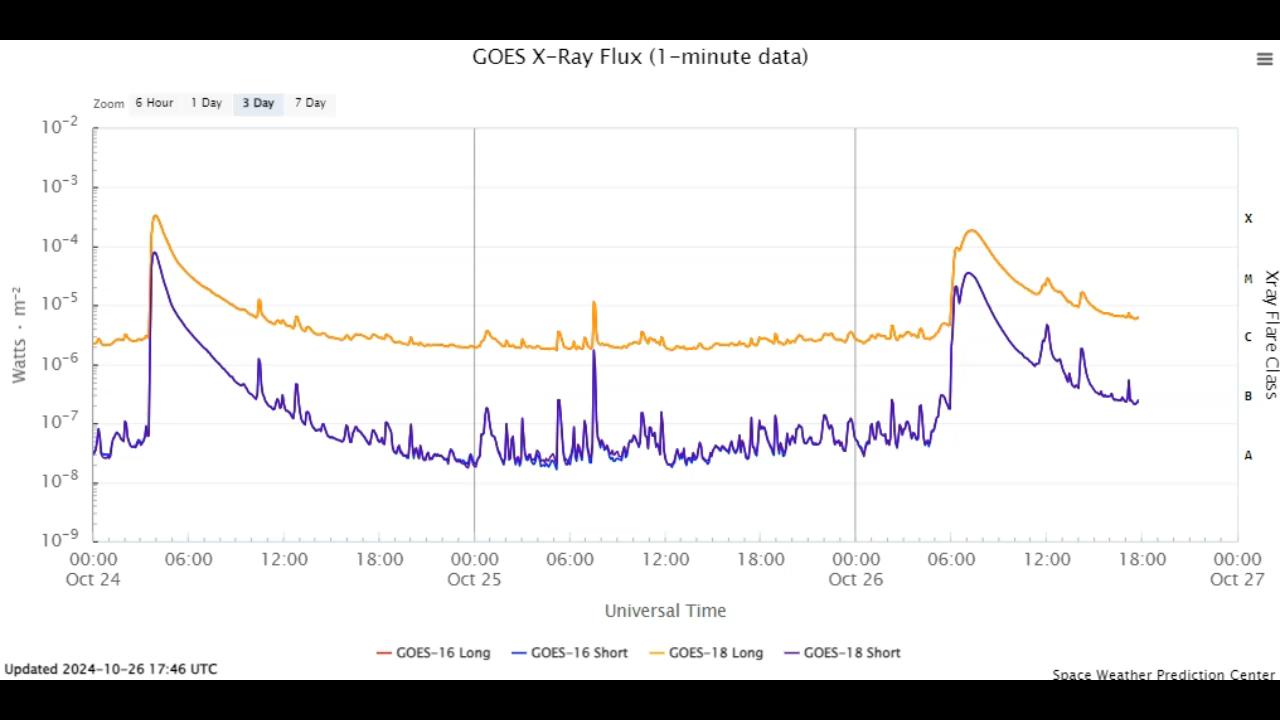 GOES X-Ray Flux (1-minute data)
Zoom 6 Hour 1 Day 3 Day 7 Day
10-2
10-3
10-4
10-5
10-6
10-7
10-8
10-9
Watts · m-2
X
M
C
B
A
Xray Flare Class
00:00 06:00 12:00 18:00 00:00 06:00 12:00 18:00 00:00 06:00 12:00 18:00 00:00
Oct 24 Oct 25 Oct 26 Oct 27
Universal Time
GOES-16 Long GOES-16 Short GOES-18 Long GOES-18 Short
Updated 2024-10-26 17:46 UTC
Space Weather Prediction Center